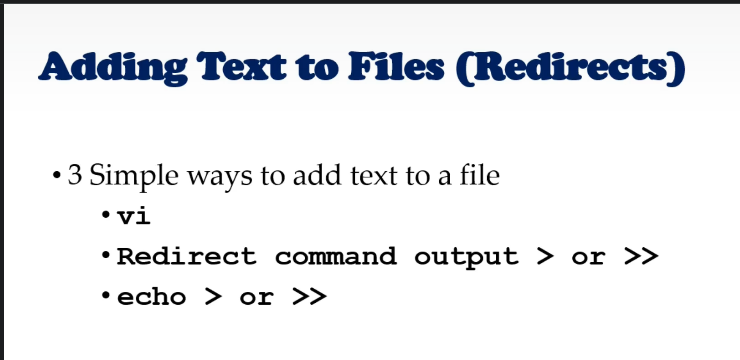 Adding Text to Files (Redirects)
• 3 Simple ways to add text to a file
• vi
• Redirect command output > or >>
• echo > or >>